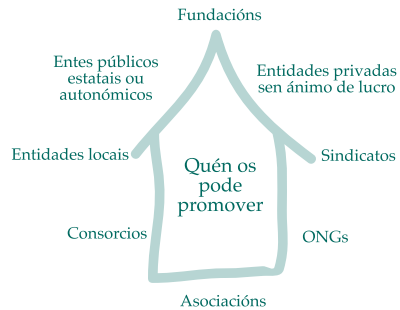 Fundacións
Entes públicos
estatais ou
autonómicos
Entidades privadas
sen ánimo de lucro
Entidades locais
Sindicatos
Quén os
pode
promover
Consorcios
ONGs
Asociacións